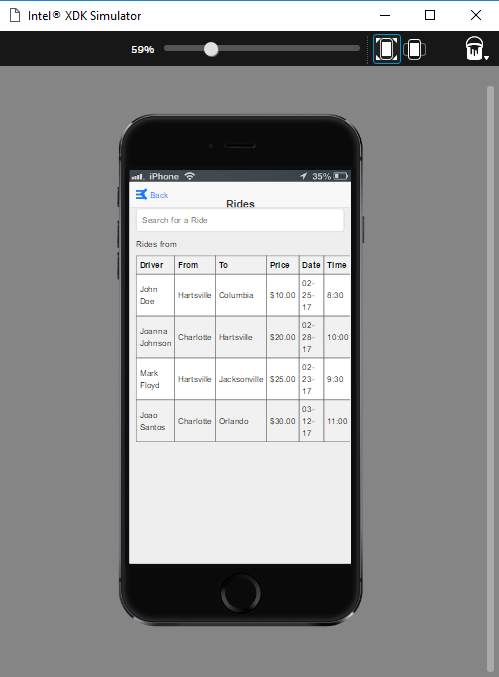 Intel® XDK Simulator
59%
iPhone 35%
Back
Rides
Search for a Ride
Rides from
Driver From To Price Date Time
John Doe Hartsville Columbia $10.00 02-25-17 8:30
Joanna Johnson Charlotte Hartsville $20.00 02-28-17 10:00
Mark Floyd Hartsville Jacksonville $25.00 02-23-17 9:30
Joao Santos Charlotte Orlando $30.00 03-12-17 11:00